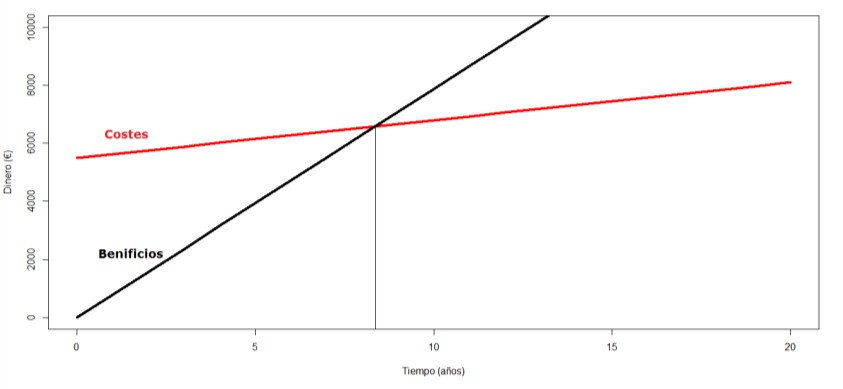 10000
8000
6000
4000
2000
0
Dinero (€)
Costes
Benificios
0 5 10 15 20
Tiempo (años)